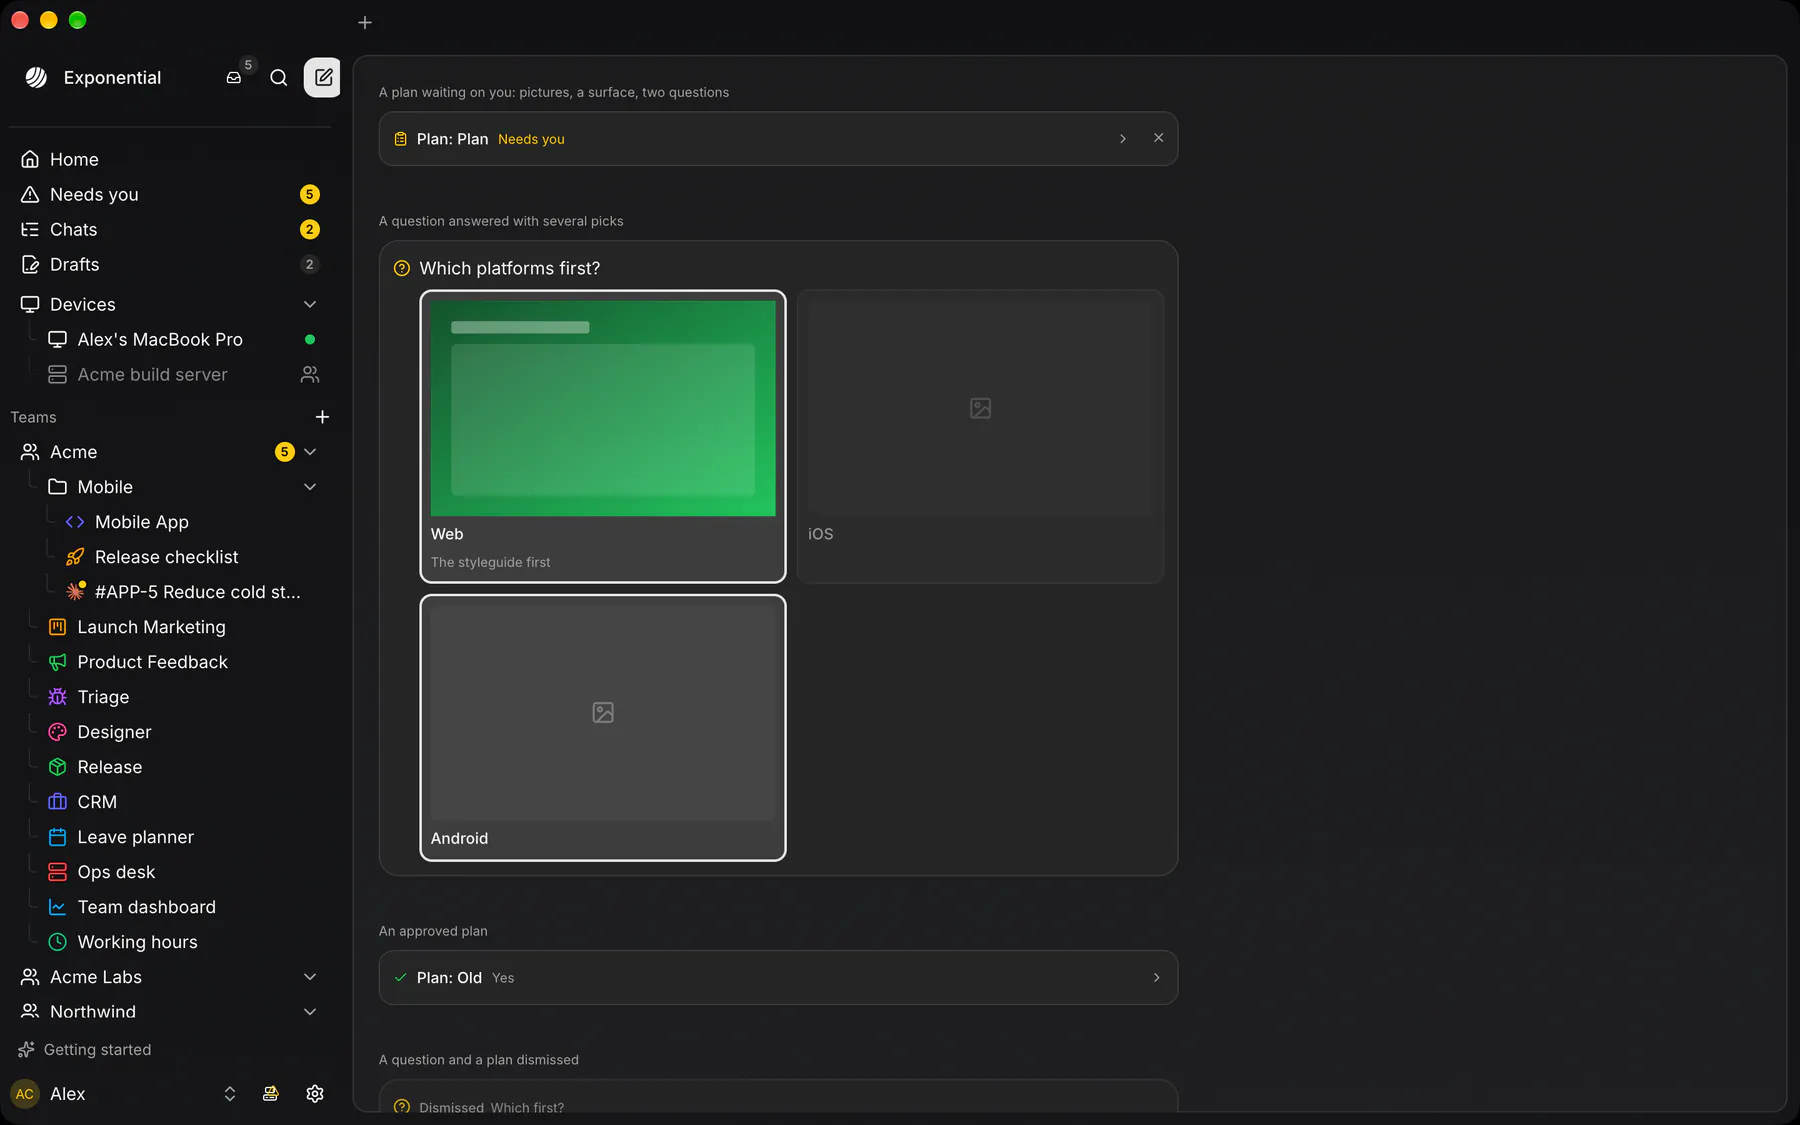 Exponential
5
Home
Needs you
5
Chats
2
Drafts
2
Devices
Alex's MacBook Pro
Acme build server
Teams
Acme
5
Mobile
Mobile App
Release checklist
#APP-5 Reduce cold st...
Launch Marketing
Product Feedback
Triage
Designer
Release
CRM
Leave planner
Ops desk
Team dashboard
Working hours
Acme Labs
Northwind
Getting started
AC
Alex
A plan waiting on you: pictures, a surface, two questions
Plan: Plan Needs you
A question answered with several picks
Which platforms first?
Web
The styleguide first
iOS
Android
An approved plan
Plan: Old Yes
A question and a plan dismissed
Dismissed Which first?